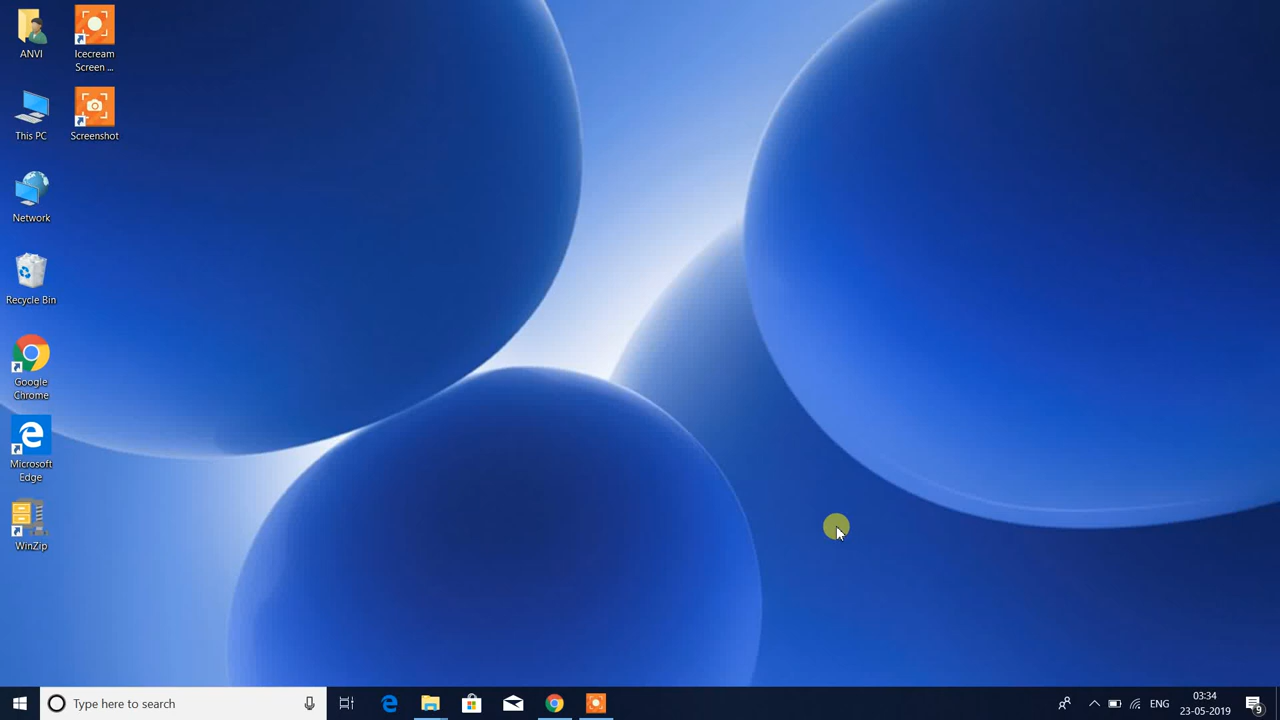 ANVI
Icecream
Screen ...
This PC
Screenshot
Network
Recycle Bin
Google
Chrome
Microsoft
Edge
WinZip
Type here to search
ENG
03:34
23-05-2019
9